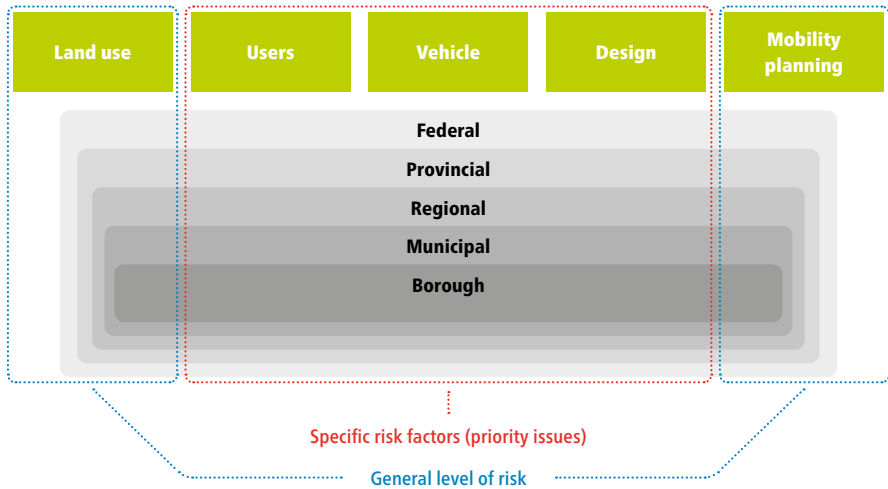 Land use
Users
Vehicle
Design
Mobility
planning
Federal
Provincial
Regional
Municipal
Borough
Specific risk factors (priority issues)
General level of risk